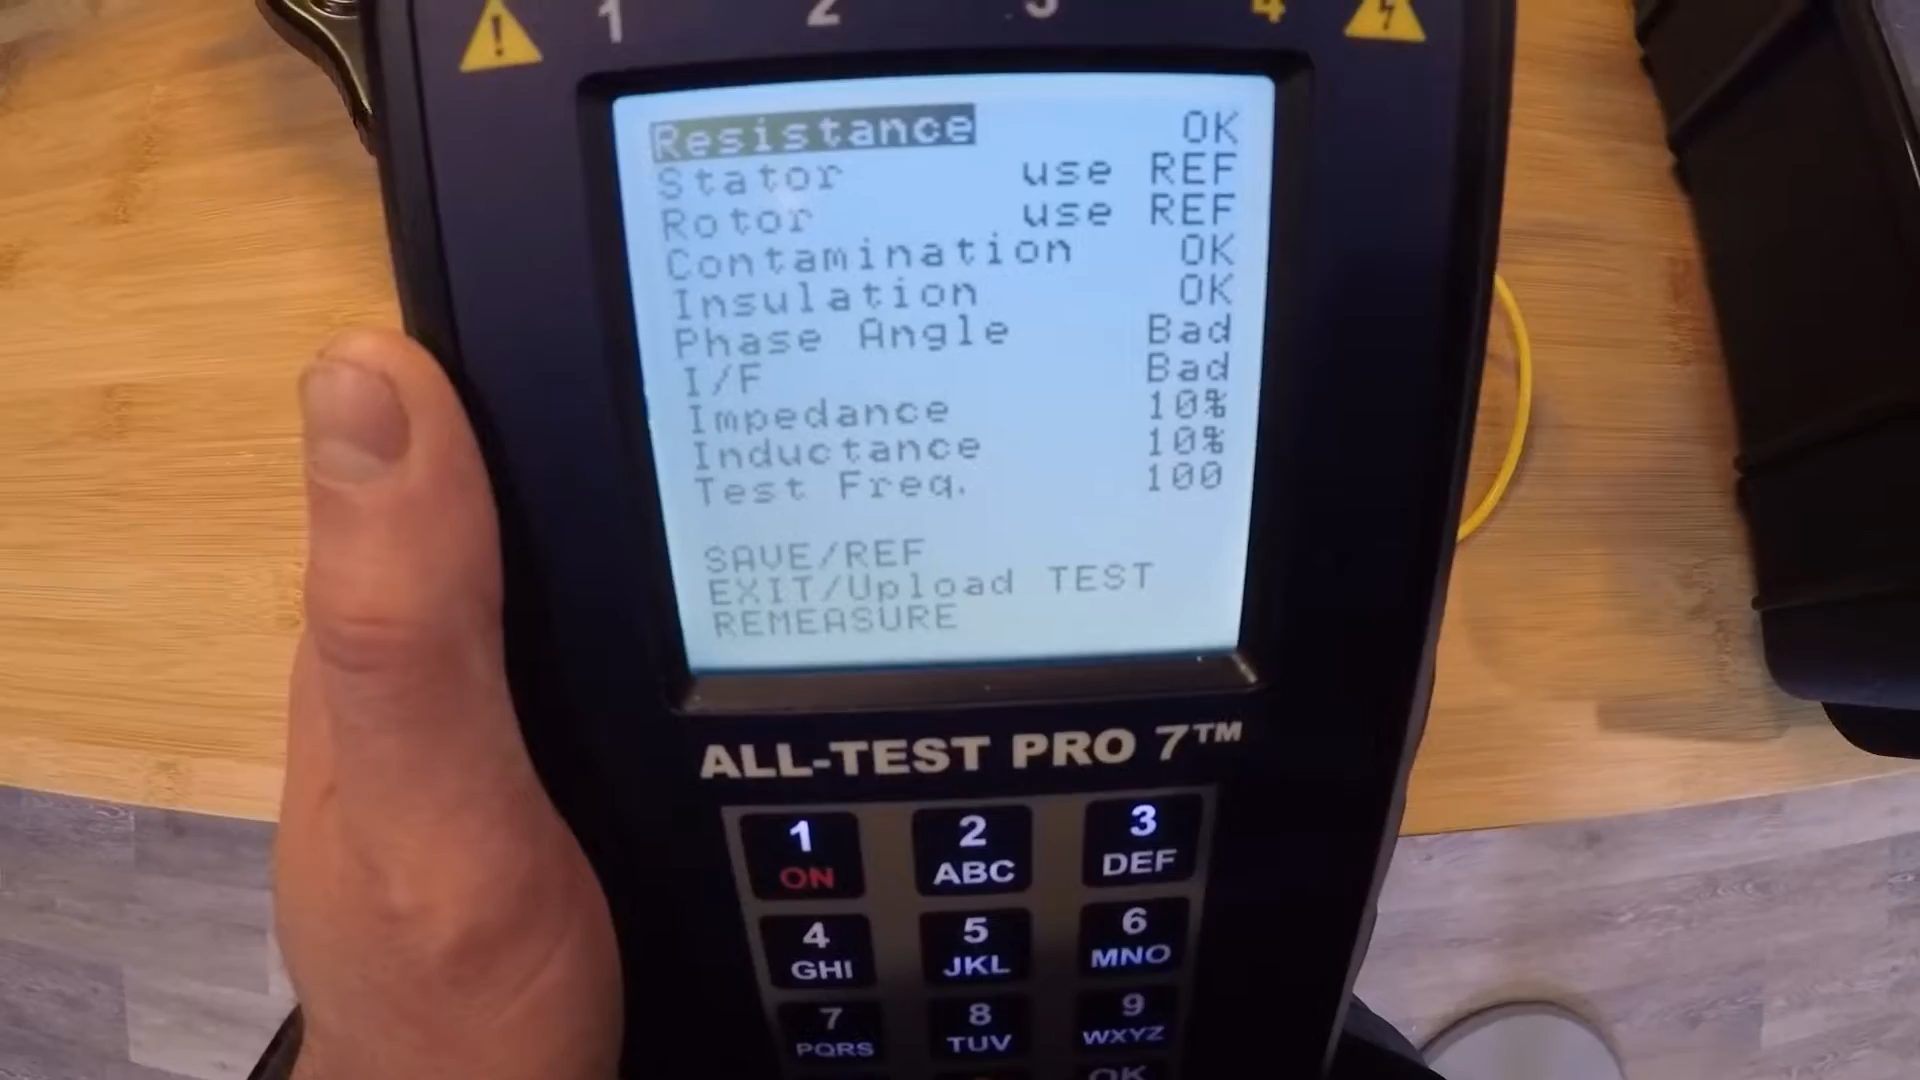 ! 1 2 3 4
Resistance OK
Stator use REF
Rotor use REF
Contamination OK
Insulation OK
Phase Angle Bad
I/F Bad
Impedance 10%
Inductance 10%
Test Freq. 100
SAVE/REF
EXIT/Upload TEST
REMEASURE
ALL-TEST PRO 7™
1 2 3
ON ABC DEF
4 5 6
GHI JKL MNO
7 8 9
PQRS TUV WXYZ
OK